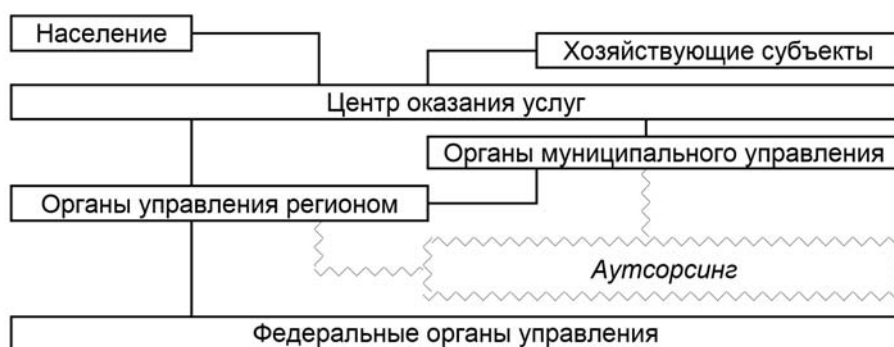 Население
Хозяйствующие субъекты
Центр оказания услуг
Органы муниципального управления
Органы управления регионом
Аутсорсинг
Федеральные органы управления